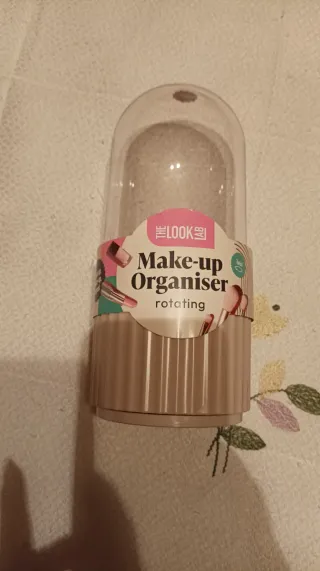 THE LOOK LAB
Make-up
Organiser
rotating